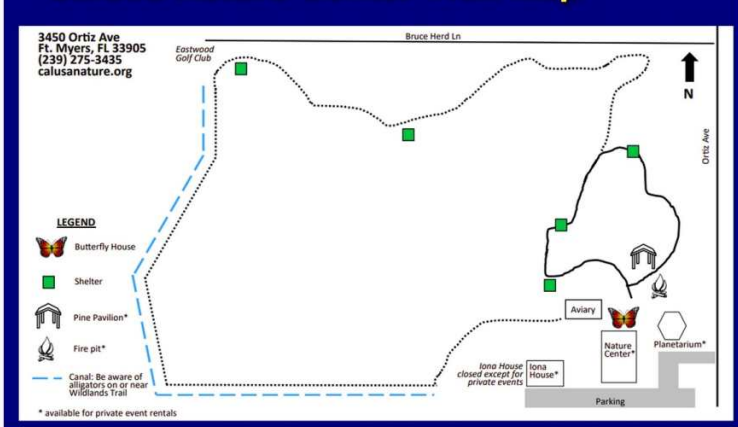 3450 Ortiz Ave
Ft. Myers, FL 33905
(239) 275-3435
calusanature.org
Eastwood
Golf Club
Bruce Herd Ln
N
Ortiz Ave
LEGEND
Butterfly House
Shelter
Pine Pavilion*
Fire pit*
Canal: Be aware of
alligators on or near
Wildlands Trail
* available for private event rentals
Aviary
Nature
Center*
Planetarium*
Iona House
closed except for
private events
Iona
House*
Parking